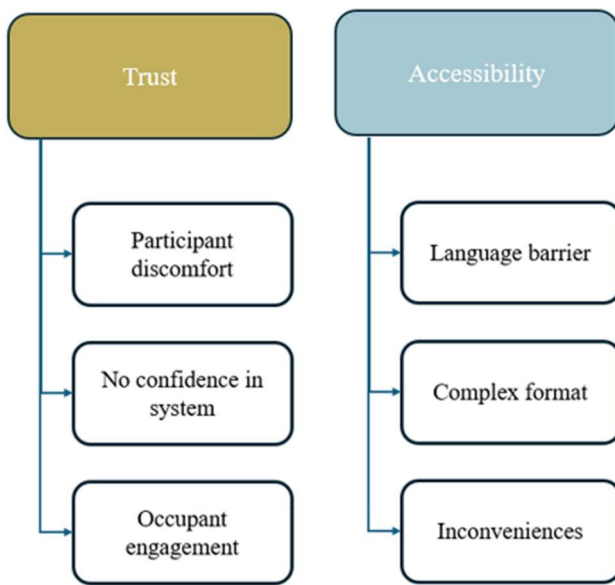 Trust
Participant
discomfort
No confidence in
system
Occupant
engagement
Accessibility
Language barrier
Complex format
Inconveniences